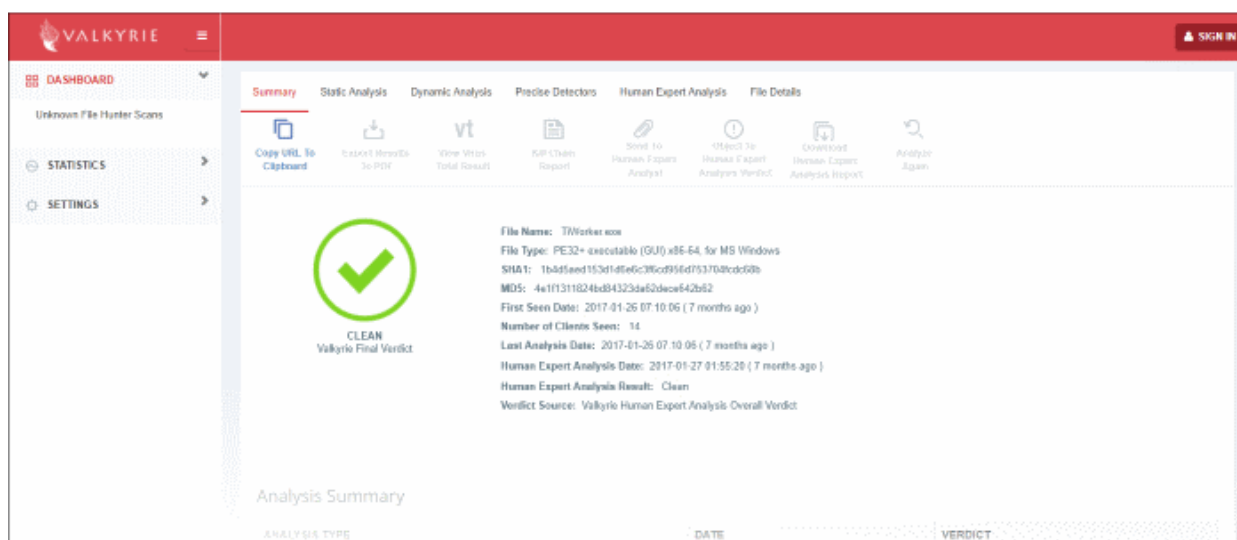 VALKYRIE
SIGN IN
DASHBOARD
Unknown File Hunter Scans
STATISTICS
SETTINGS
Summary Static Analysis Dynamic Analysis Precise Detectors Human Expert Analysis File Details
Copy URL To Clipboard
Export Results To PDF
View Virus Total Result
Kill Chain Report
Send To Human Expert Analyst
Object To Human Expert Analysis Verdict
Download Human Expert Analysis Report
Analyze Again
CLEAN
Valkyrie Final Verdict
File Name: TiWorker.exe
File Type: PE32+ executable (GUI) x86-64, for MS Windows
SHA1:
MD5:
First Seen Date: 2017-01-26 07:10:06 ( 7 months ago )
Number of Clients Seen: 14
Last Analysis Date: 2017-01-26 07:10:06 ( 7 months ago )
Human Expert Analysis Date: 2017-01-27 01:55:20 ( 7 months ago )
Human Expert Analysis Result: Clean
Verdict Source: Valkyrie Human Expert Analysis Overall Verdict
Analysis Summary
ANALYSIS TYPE DATE VERDICT